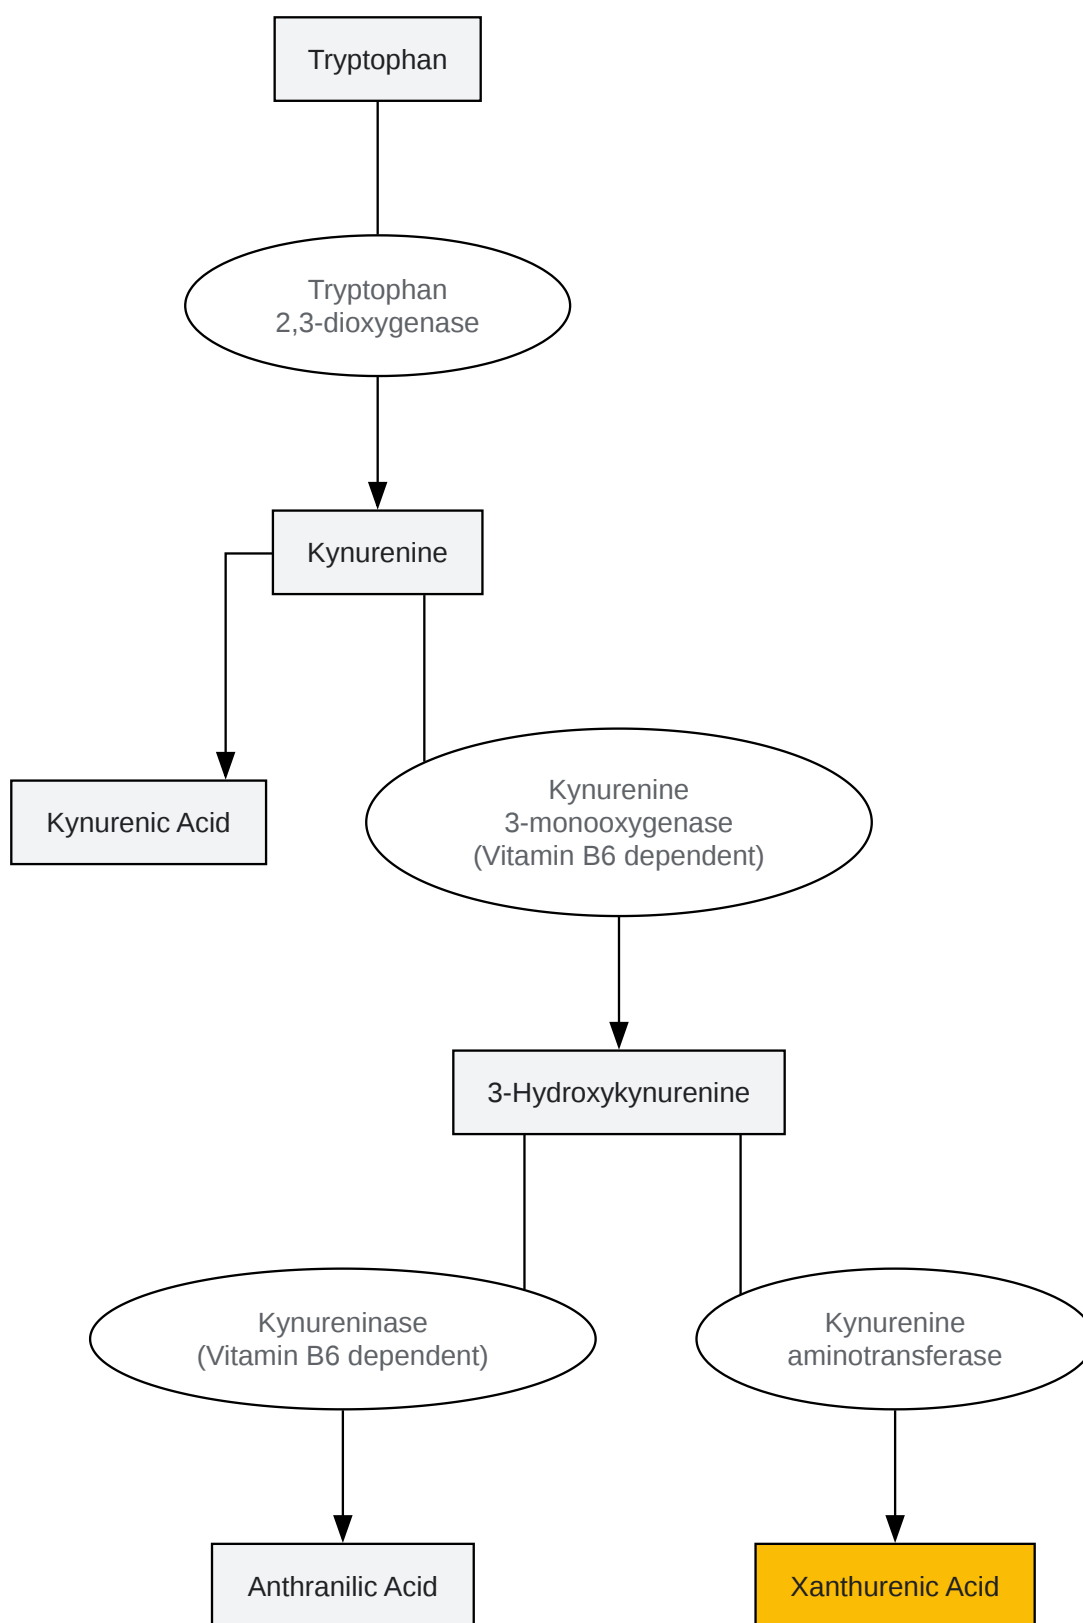 Tryptophan
Tryptophan
2,3-dioxygenase
Kynurenine
Kynurenic Acid
Kynurenine
3-monooxygenase
(Vitamin B6 dependent)
3-Hydroxykynurenine
Kynureninase
(Vitamin B6 dependent)
Kynurenine
aminotransferase
Anthranilic Acid
Xanthurenic Acid